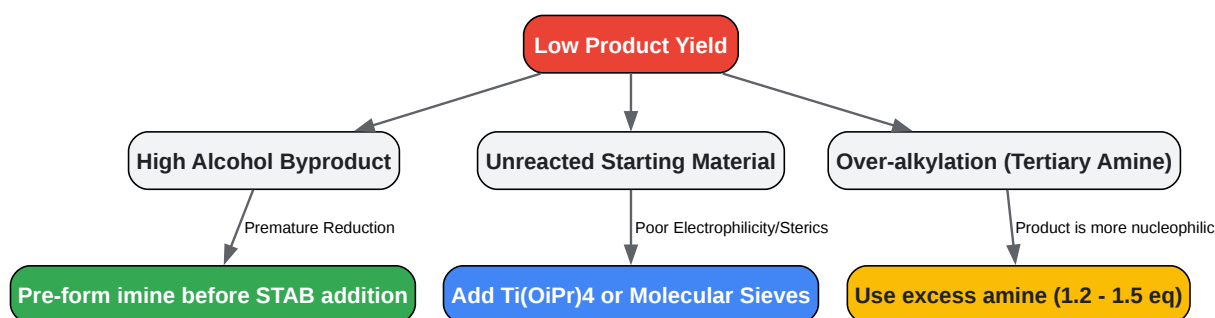 Low Product Yield
High Alcohol Byproduct
Unreacted Starting Material
Over-alkylation (Tertiary Amine)
Premature Reduction
Poor Electrophilicity/Sterics
Product is more nucleophilic
Pre-form imine before STAB addition
Add Ti(OiPr)4 or Molecular Sieves
Use excess amine (1.2 - 1.5 eq)